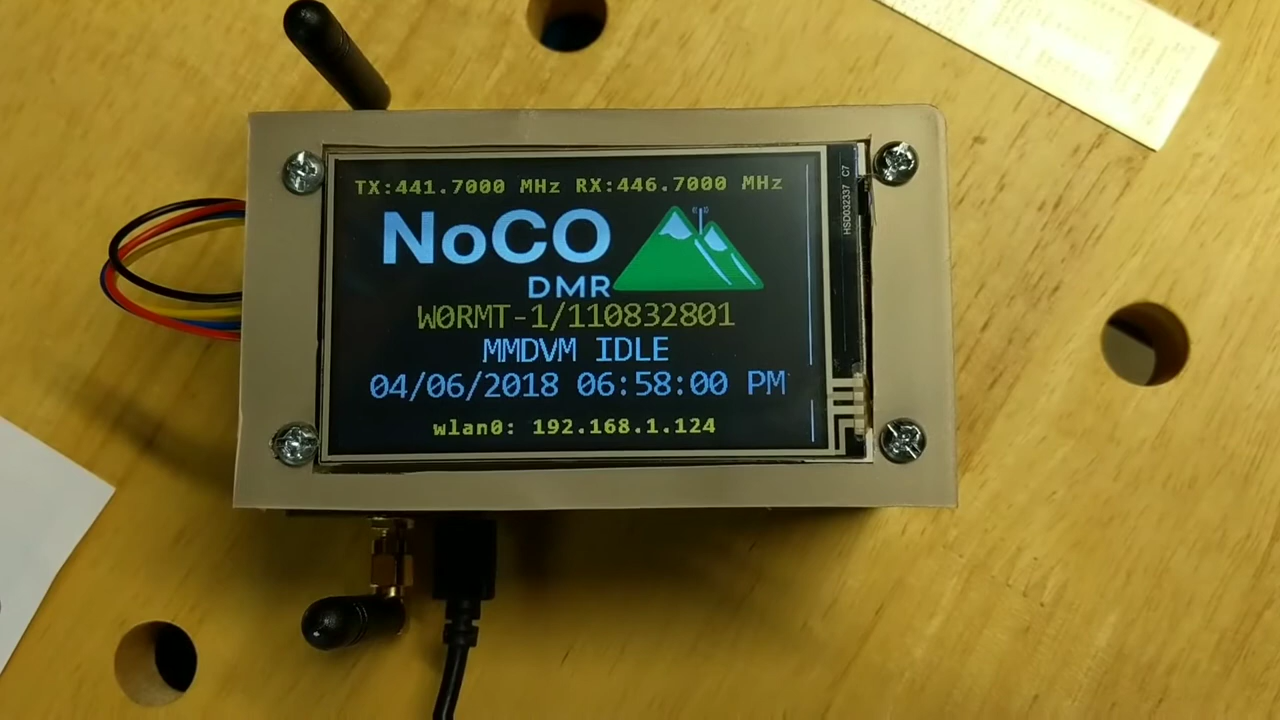 TX:441.7000 MHz RX:446.7000 MHz
NoCO
DMR
W0RMT-1/110832801
MMDVM IDLE
04/06/2018 06:58:00 PM
wlan0: 192.168.1.124
HSD032337 C7